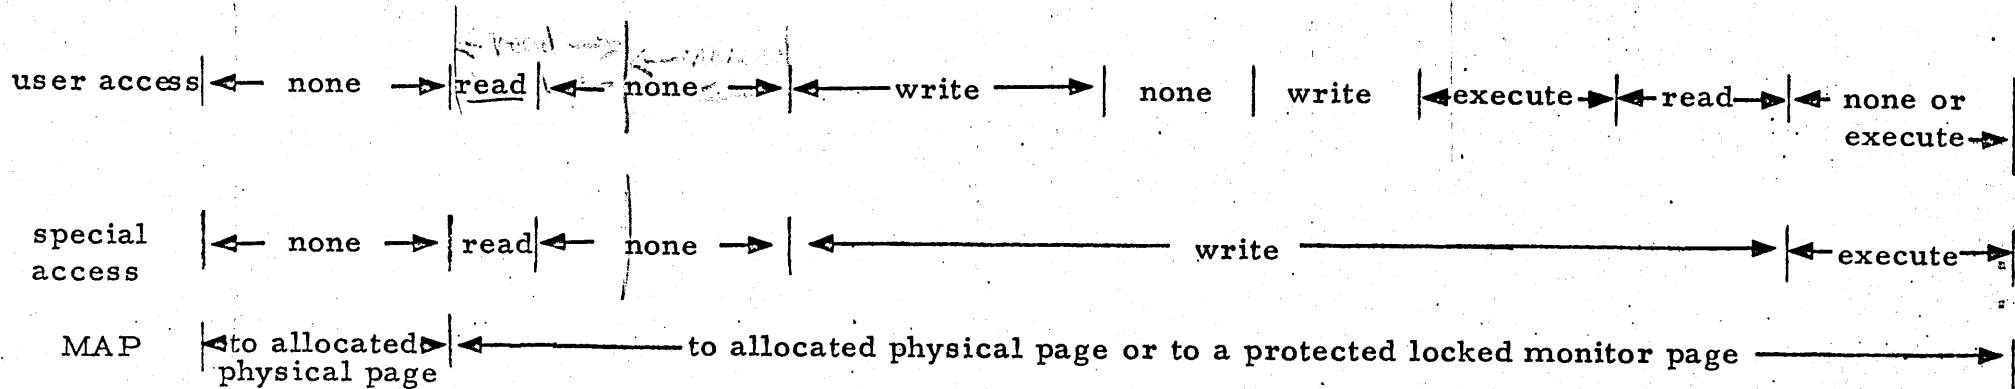 user access none read none write none write execute read none or
execute
special
access none read none write execute
MAP to allocated to allocated physical page or to a protected locked monitor page
physical page